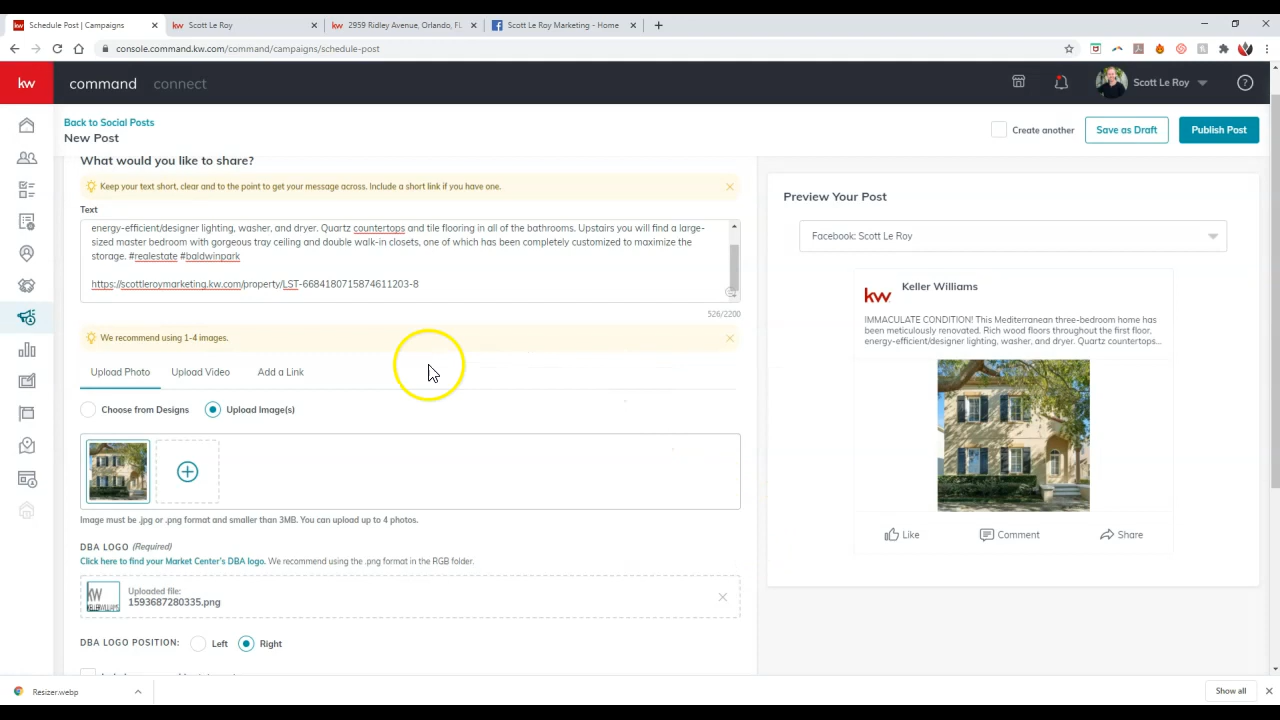 Schedule Post | Campaigns
kw Scott Le Roy
kw 2959 Ridley Avenue, Orlando, FL
Scott Le Roy Marketing - Home
console.command.kw.com/command/campaigns/schedule-post
kw command connect
Scott Le Roy
Back to Social Posts
New Post
Create another
Save as Draft
Publish Post
What would you like to share?
Keep your text short, clear and to the point to get your message across. Include a short link if you have one.
Text
energy-efficient/designer lighting, washer, and dryer. Quartz countertops and tile flooring in all of the bathrooms. Upstairs you will find a large-
sized master bedroom with gorgeous tray ceiling and double walk-in closets, one of which has been completely customized to maximize the
storage. #realestate #baldwinpark
https://scottleroymarketing.kw.com/property/LST-6684180715874611203-8
526/2200
We recommend using 1-4 images.
Upload Photo
Upload Video
Add a Link
Choose from Designs
Upload Image(s)
Image must be .jpg or .png format and smaller than 3MB. You can upload up to 4 photos.
DBA LOGO (Required)
Click here to find your Market Center's DBA logo. We recommend using the .png format in the RGB folder.
KW
KELLERWILLIAMS
Uploaded file:
1593687280335.png
DBA LOGO POSITION:
Left
Right
Preview Your Post
Facebook: Scott Le Roy
kw
Keller Williams
IMMACULATE CONDITION! This Mediterranean three-bedroom home has
been meticulously renovated. Rich wood floors throughout the first floor,
energy-efficient/designer lighting, washer, and dryer. Quartz countertops...
Like
Comment
Share
Resizer.webp
Show all